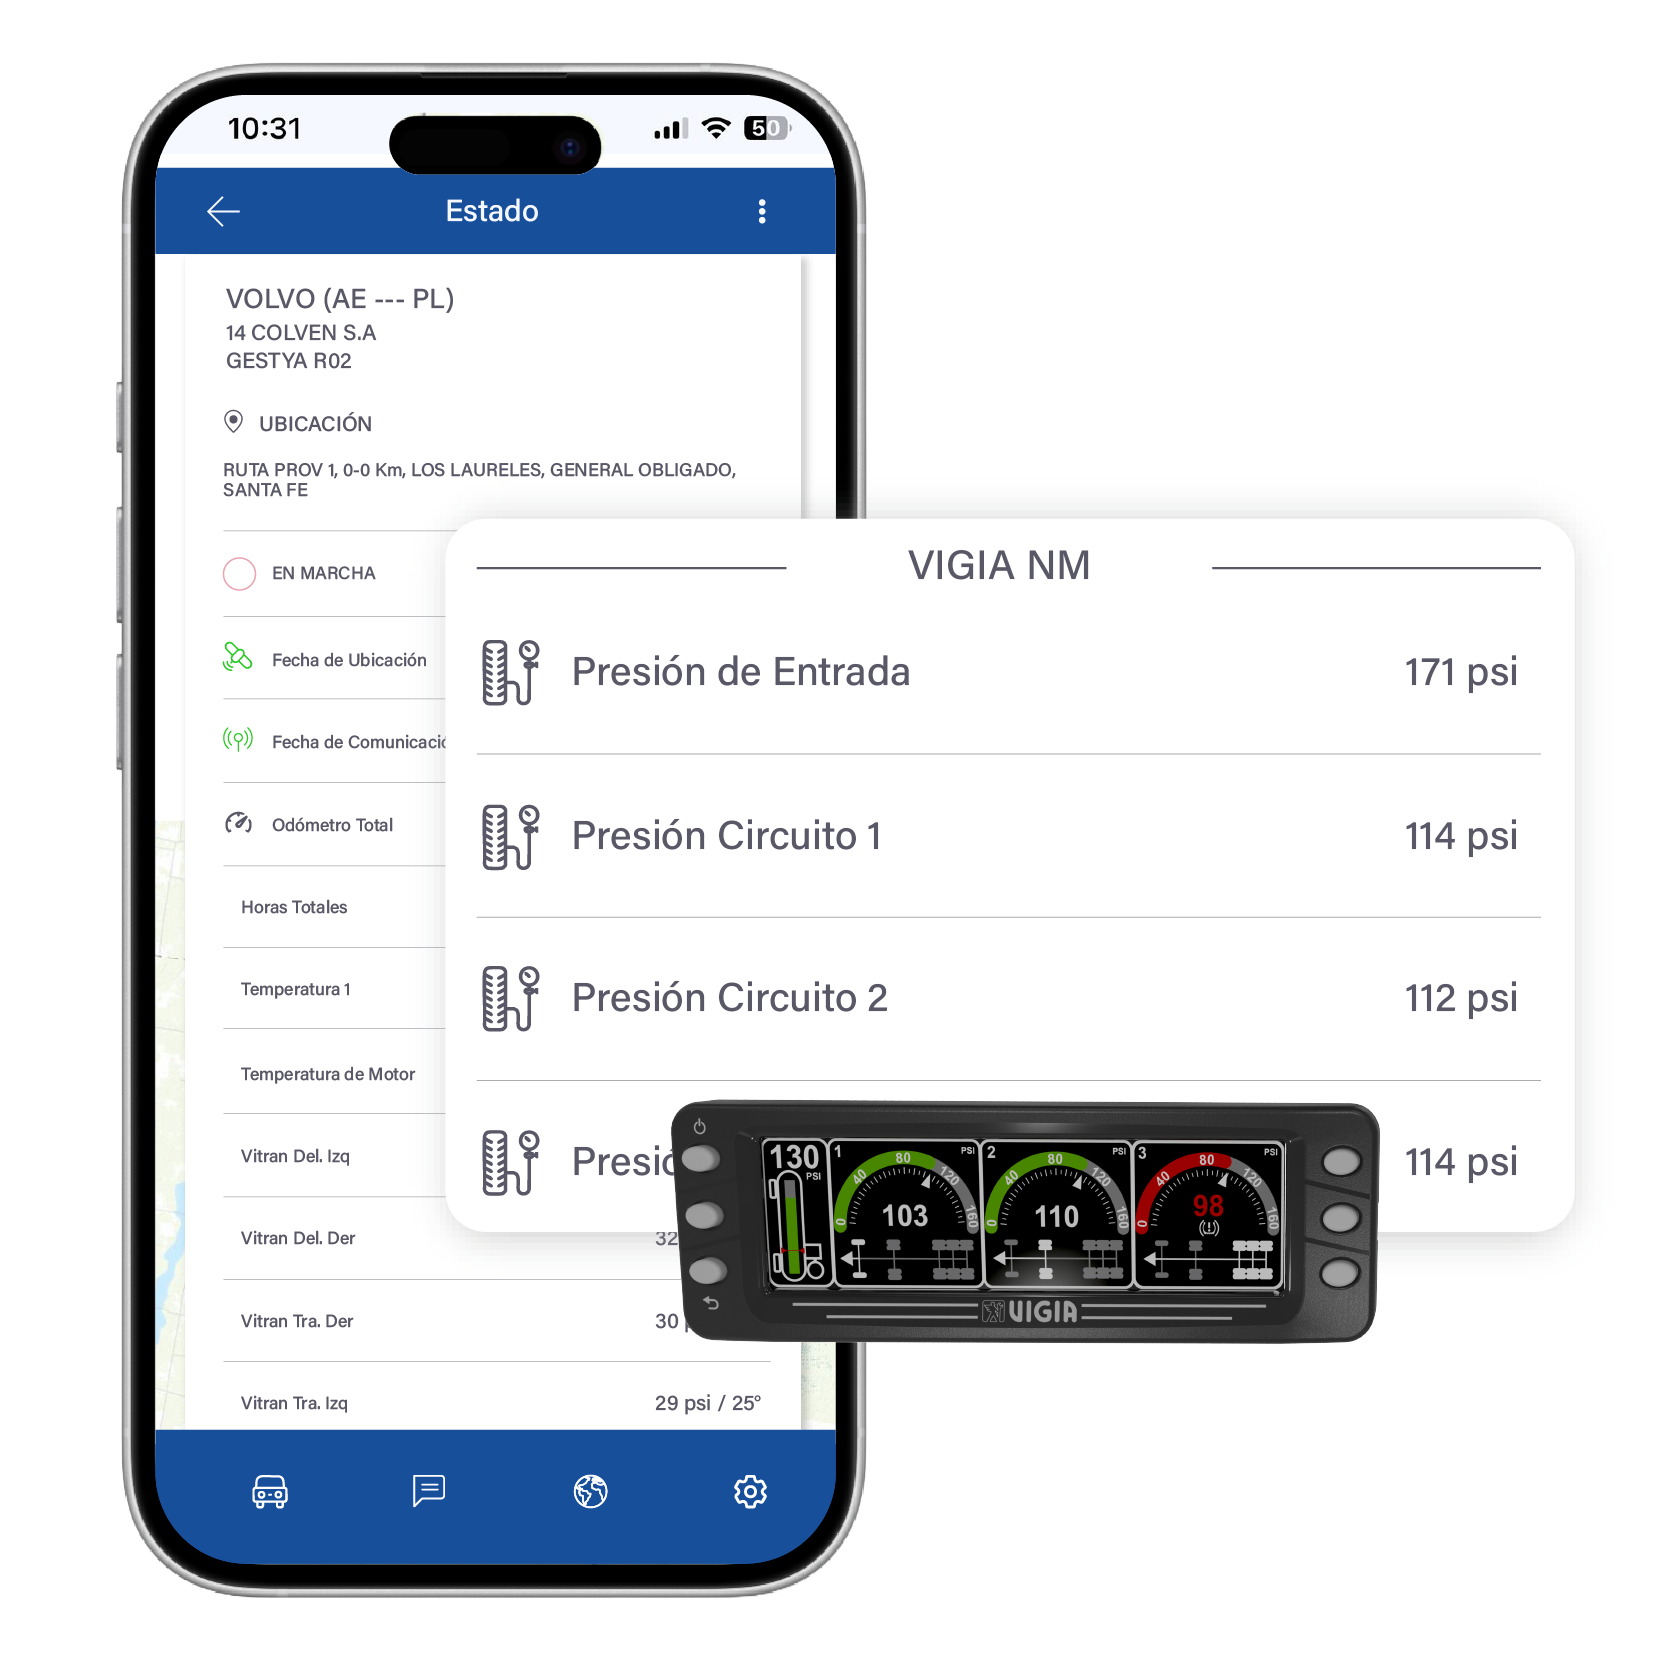 10:31
50
Estado
VOLVO (AE --- PL)
14 COLVEN S.A
GESTYA R02
UBICACIÓN
RUTA PROV 1, 0-0 Km, LOS LAURELES, GENERAL OBLIGADO,
SANTA FE
EN MARCHA
Fecha de Ubicación
Fecha de Comunicació
Odómetro Total
Horas Totales
Temperatura 1
Temperatura de Motor
Vitran Del. Izq
Vitran Del. Der 32
Vitran Tra. Der 30
Vitran Tra. Izq 29 psi / 25°
VIGIA NM
Presión de Entrada 171 psi
Presión Circuito 1 114 psi
Presión Circuito 2 112 psi
Presió 114 psi
130 PSI
1 PSI 0 40 80 120 160 103
2 PSI 0 40 80 120 160 110
3 PSI 0 40 80 120 160 98
VIGIA